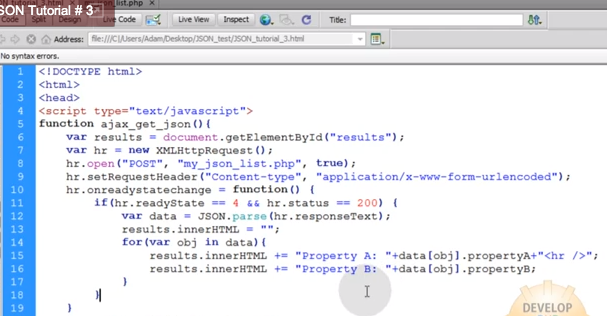 JSON Tutorial # 3
_list.php
Code Split Design Live Code Live View Inspect Title:
Address: file:///C|/Users/Adam/Desktop/JSON_test/JSON_tutorial_3.html
No syntax errors.
1 <!DOCTYPE html>
2 <html>
3 <head>
4 <script type="text/javascript">
5 function ajax_get_json(){
6 var results = document.getElementById("results");
7 var hr = new XMLHttpRequest();
8 hr.open("POST", "my_json_list.php", true);
9 hr.setRequestHeader("Content-type", "application/x-www-form-urlencoded");
10 hr.onreadystatechange = function() {
11 if(hr.readyState == 4 && hr.status == 200) {
12 var data = JSON.parse(hr.responseText);
13 results.innerHTML = "";
14 for(var obj in data){
15 results.innerHTML += "Property A: "+data[obj].propertyA+"<hr />";
16 results.innerHTML += "Property B: "+data[obj].propertyB;
17 }
18 }
19 }
DEVELOP